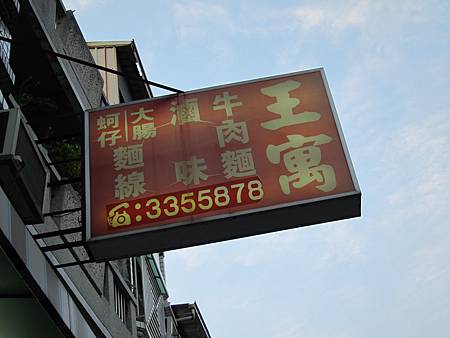 王寓
牛肉麵
滷味
大腸
蚵仔
麵線
☎:3355878